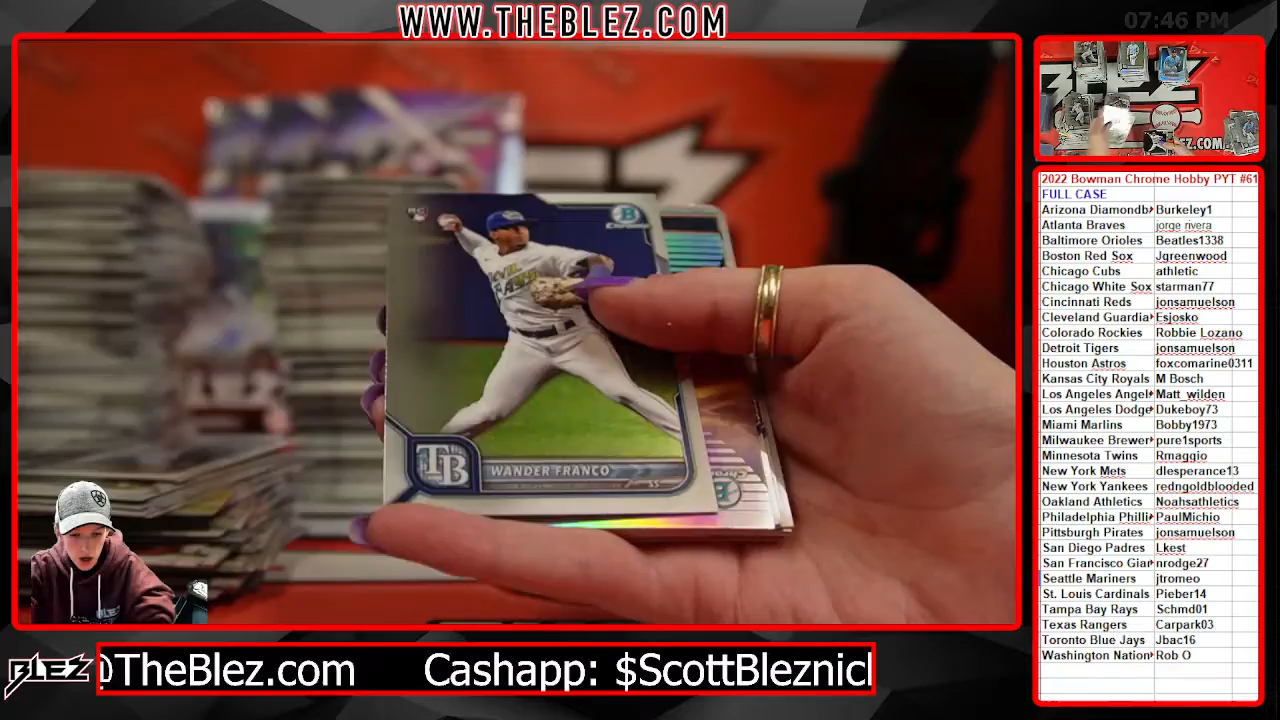 WWW.THEBLEZ.COM
07:46 PM
EZ.COM
2022 Bowman Chrome Hobby PYT #61
FULL CASE
Arizona Diamondb Burkeley1
Atlanta Braves jorge rivera
Baltimore Orioles Beatles1338
Boston Red Sox Jgreenwood
Chicago Cubs athletic
Chicago White Sox starman77
Cincinnati Reds jonsamuelson
Cleveland Guardia Esjosko
Colorado Rockies Robbie Lozano
Detroit Tigers jonsamuelson
Houston Astros foxcomarine0311
Kansas City Royals M Bosch
Los Angeles Angel Matt_wilden
Los Angeles Dodge Dukeboy73
Miami Marlins Bobby1973
Milwaukee Brewer pure1sports
Minnesota Twins Rmaggio
New York Mets dlesperance13
New York Yankees redngoldblooded
Oakland Athletics Noahsathletics
Philadelphia Philli PaulMichio
Pittsburgh Pirates jonsamuelson
San Diego Padres Lkest
San Francisco Gian nrodge27
Seattle Mariners jtromeo
St. Louis Cardinals Pieber14
Tampa Bay Rays Schmd01
Texas Rangers Carpark03
Toronto Blue Jays Jbac16
Washington Nation Rob O
B
Chrome
TB
WANDER FRANCO
SS
BLEZ
@TheBlez.com Cashapp: $ScottBleznic